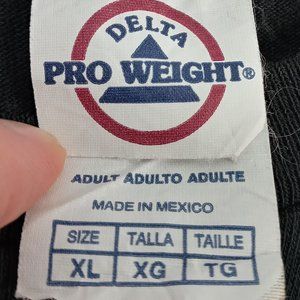 DELTA
PRO WEIGHT®
ADULT ADULTO ADULTE
MADE IN MEXICO
SIZE TALLA TAILLE
XL XG TG